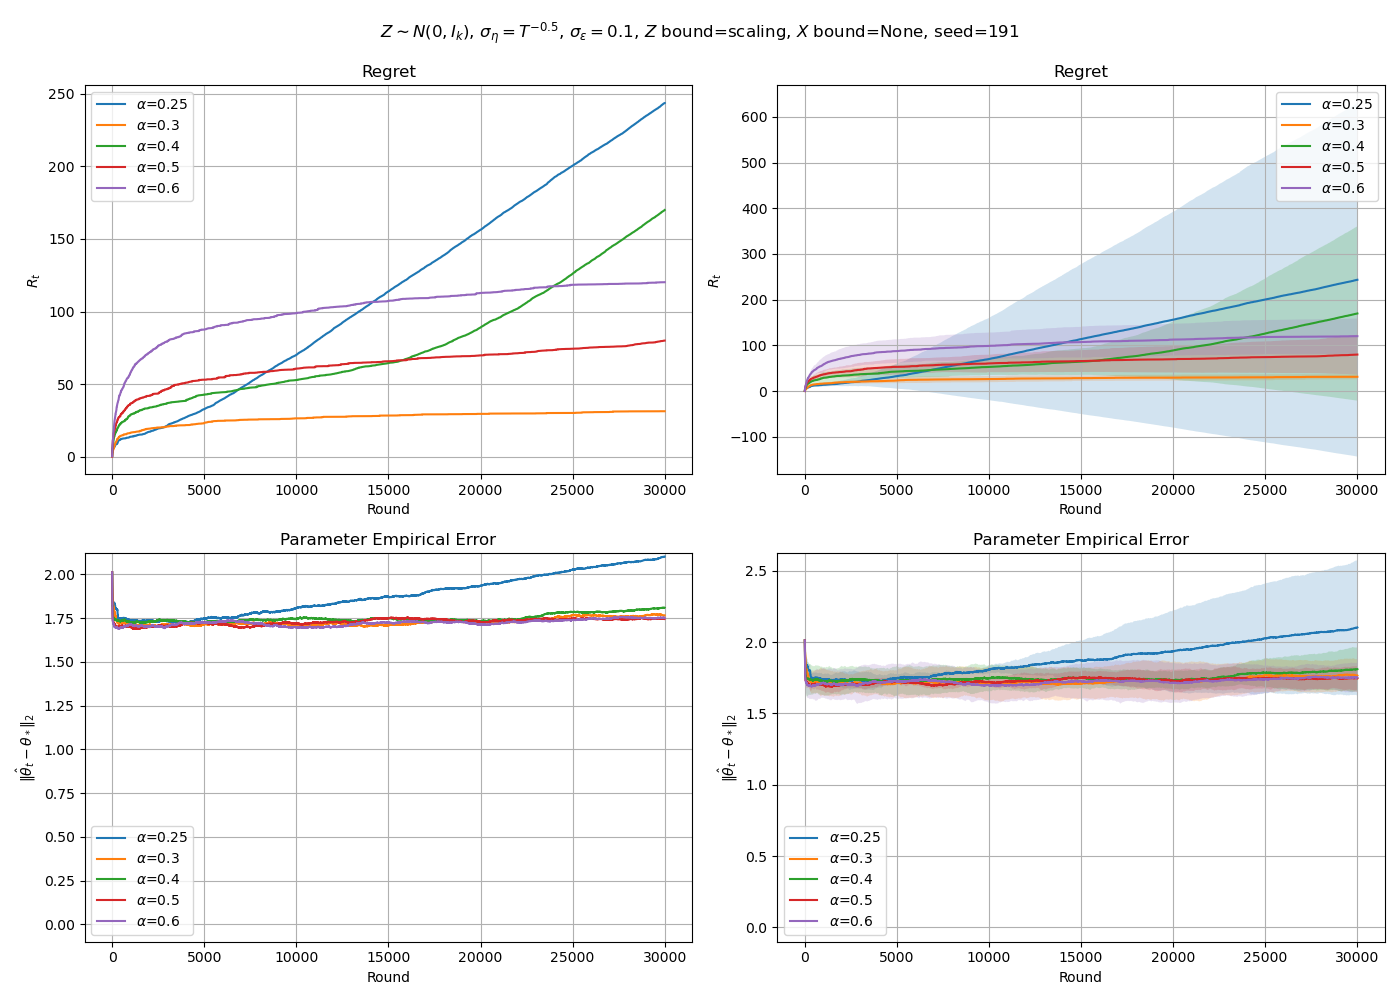 Z ∼ N(0, I_k), σ_η = T^{−0.5}, σ_ε = 0.1, Z bound=scaling, X bound=None, seed=191
Regret
250
200
150
100
50
0
R_t
0 5000 10000 15000 20000 25000 30000
Round
α=0.25
α=0.3
α=0.4
α=0.5
α=0.6
Regret
600
500
400
300
200
100
0
−100
R_t
0 5000 10000 15000 20000 25000 30000
Round
α=0.25
α=0.3
α=0.4
α=0.5
α=0.6
Parameter Empirical Error
2.00
1.75
1.50
1.25
1.00
0.75
0.50
0.25
0.00
‖θ̂_t − θ_*‖_2
0 5000 10000 15000 20000 25000 30000
Round
α=0.25
α=0.3
α=0.4
α=0.5
α=0.6
Parameter Empirical Error
2.5
2.0
1.5
1.0
0.5
0.0
‖θ̂_t − θ_*‖_2
0 5000 10000 15000 20000 25000 30000
Round
α=0.25
α=0.3
α=0.4
α=0.5
α=0.6